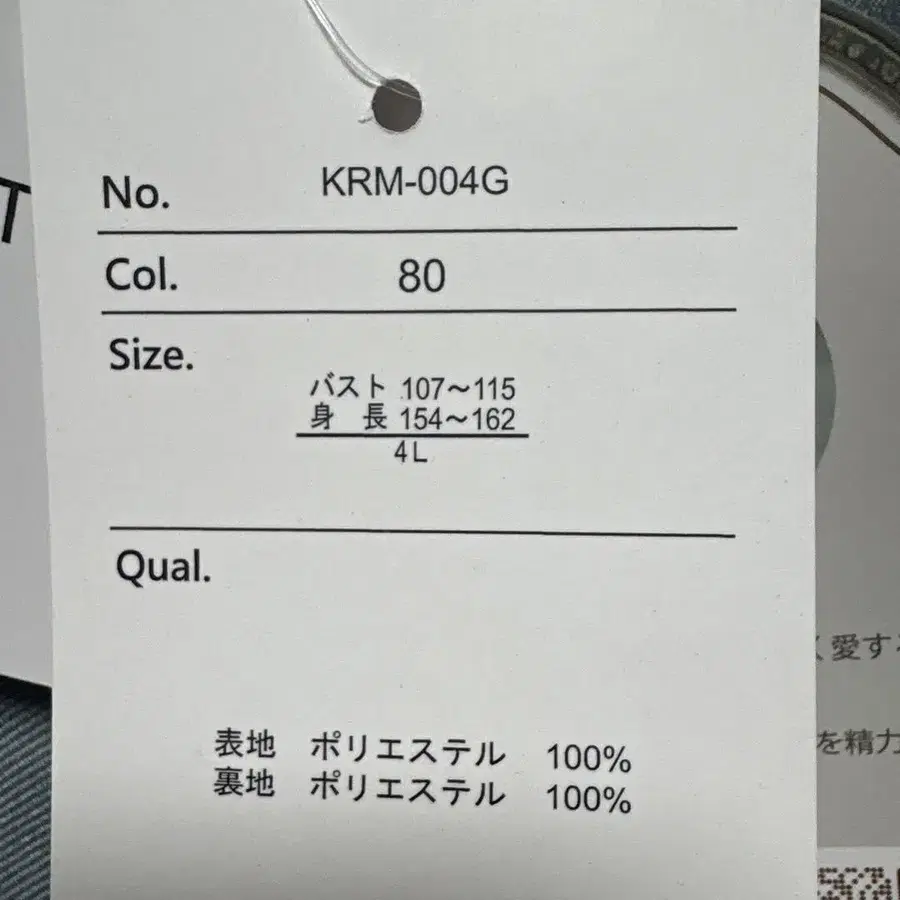 No. KRM-004G
Col. 80
Size.
バスト 107～115
身 長 154～162
4L
Qual.
表地 ポリエステル 100%
裏地 ポリエステル 100%
T
愛す
を精力